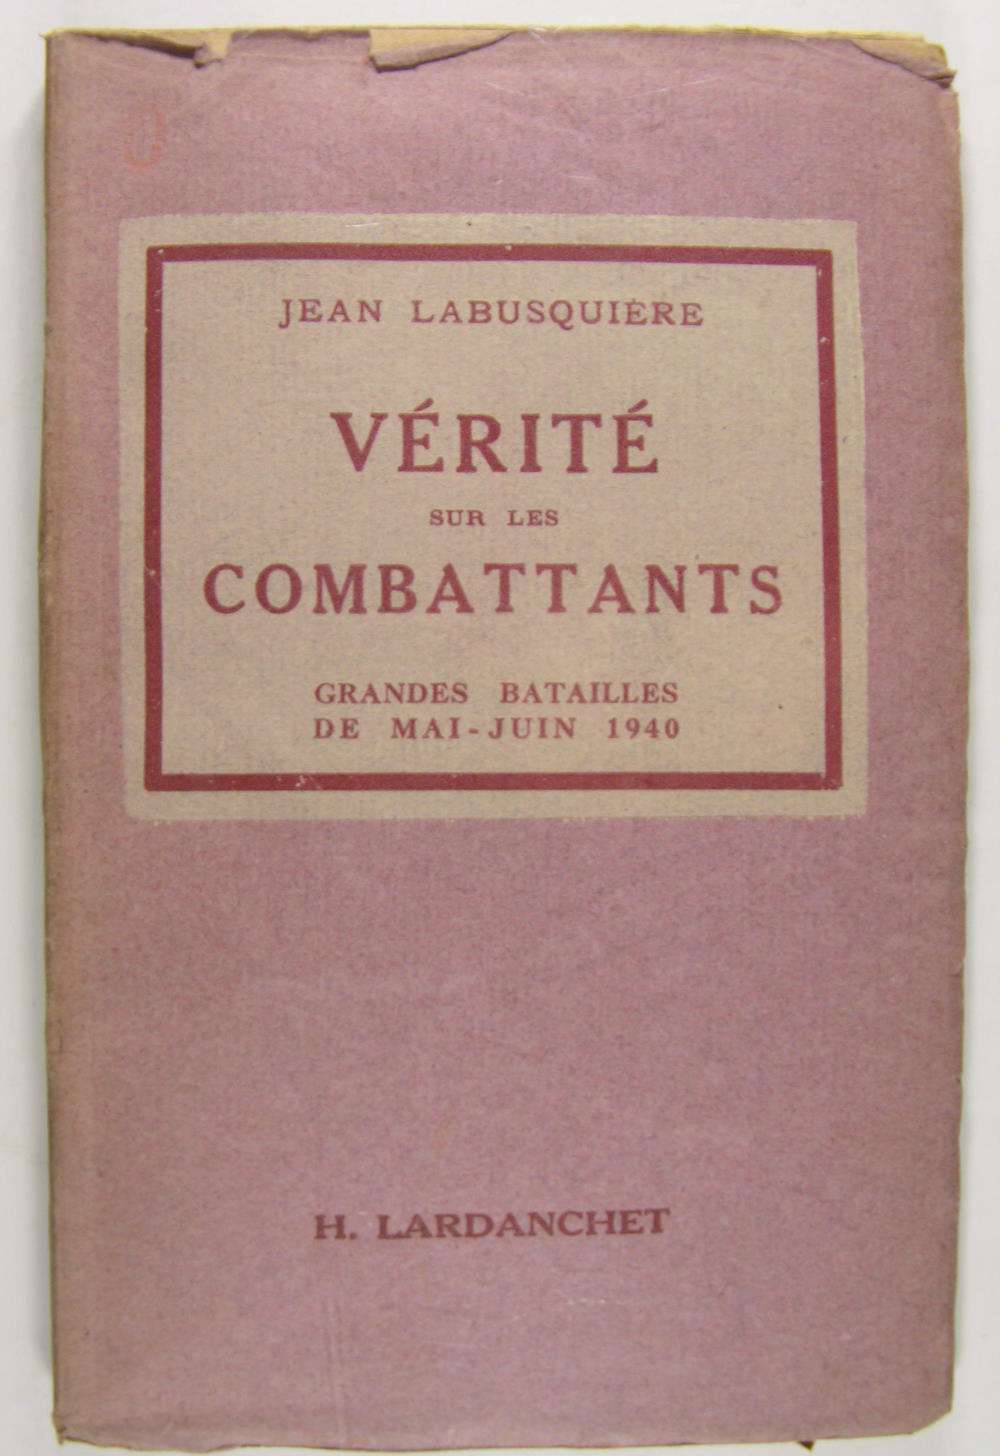 JEAN LABUSQUIÈRE
VÉRITÉ
SUR LES
COMBATTANTS
GRANDES BATAILLES
DE MAI-JUIN 1940
H. LARDANCHET